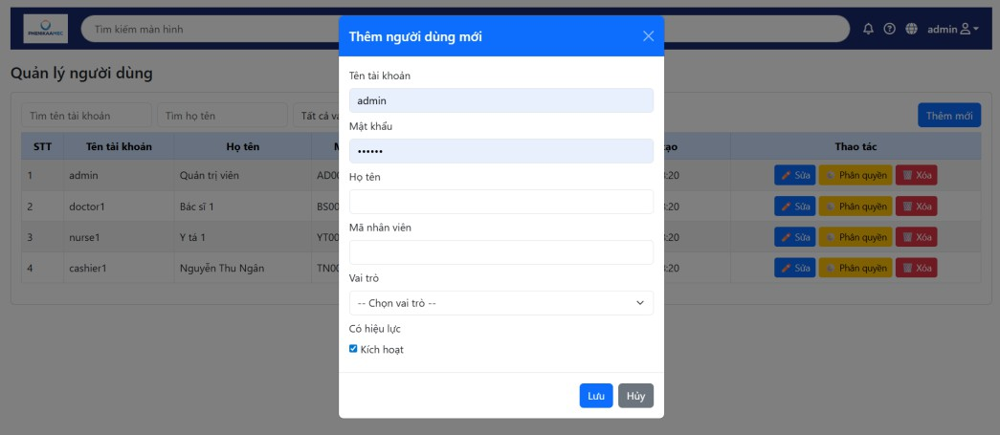 PHENIKAAMEC
Tìm kiếm màn hình
admin
Quản lý người dùng
Tìm tên tài khoản
Tìm họ tên
Tất cả va
Thêm mới
STT
Tên tài khoản
Họ tên
Thao tác
1
admin
Quản trị viên
AD00
:20
Sửa
Phân quyền
Xóa
2
doctor1
Bác sĩ 1
BS00
:20
Sửa
Phân quyền
Xóa
3
nurse1
Y tá 1
YT00
:20
Sửa
Phân quyền
Xóa
4
cashier1
Nguyễn Thu Ngân
TN00
:20
Sửa
Phân quyền
Xóa
Thêm người dùng mới
Tên tài khoản
admin
Mật khẩu
••••••
Họ tên
Mã nhân viên
Vai trò
-- Chọn vai trò --
Có hiệu lực
Kích hoạt
Lưu
Hủy